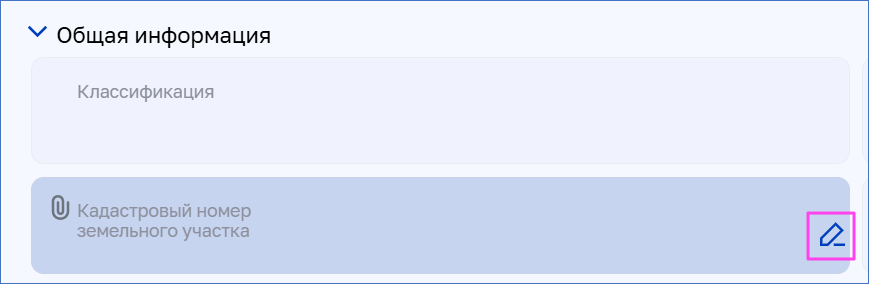 Общая информация
Классификация
Кадастровый номер
земельного участка